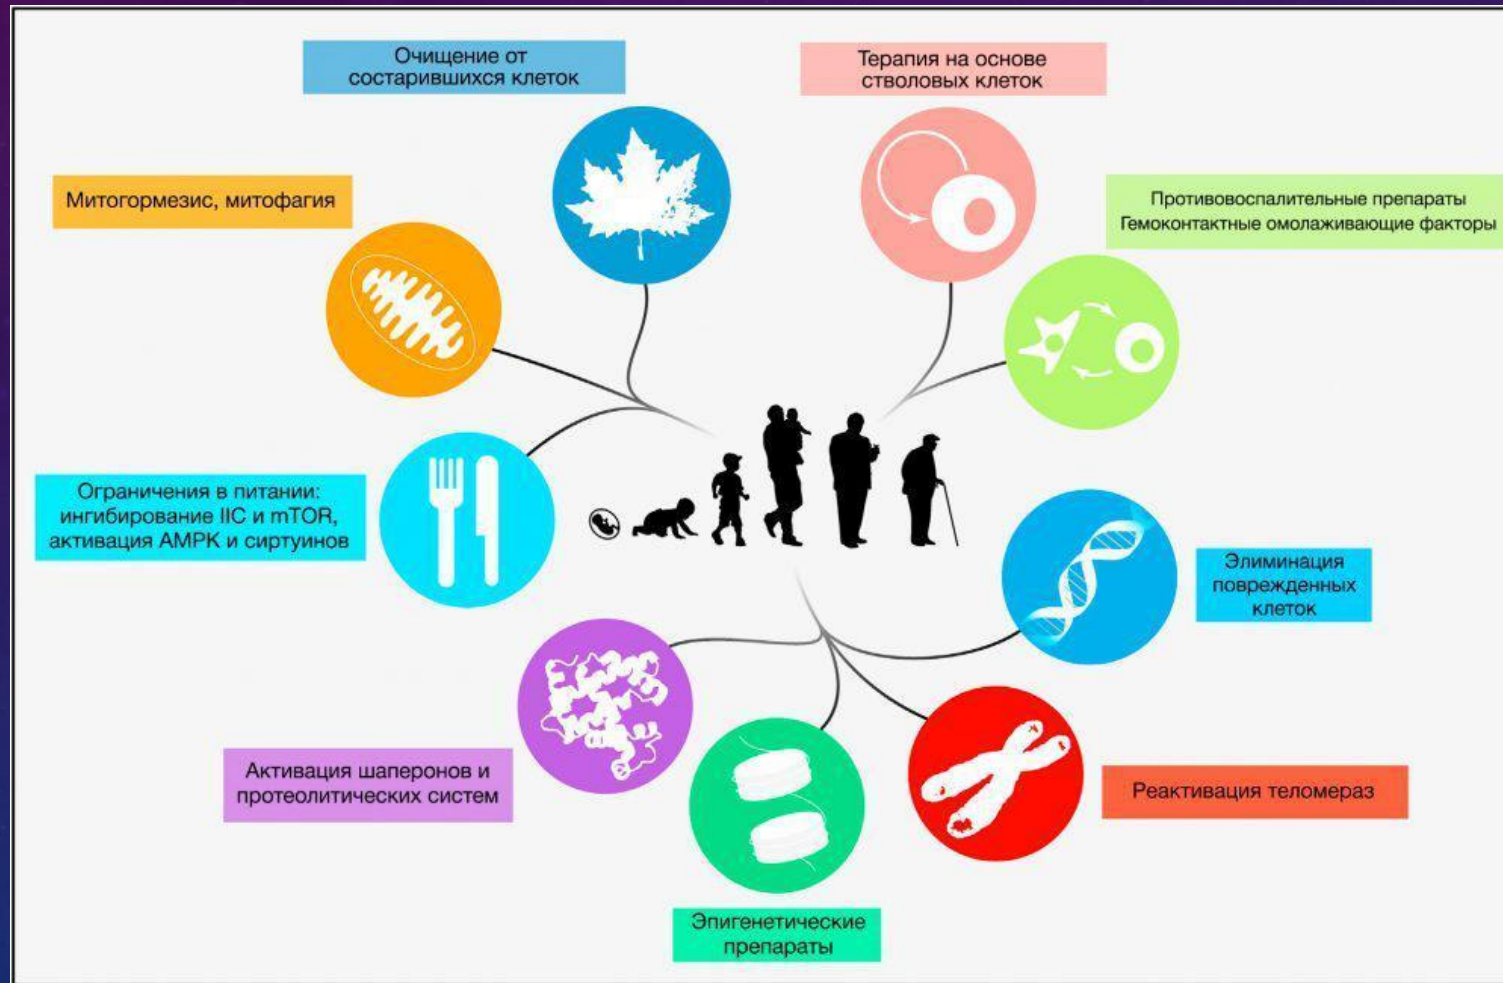 Очищение от
состарившихся клеток
Терапия на основе
стволовых клеток
Митогормезис, митофагия
Противовоспалительные препараты
Гемоконтактные омолаживающие факторы
Ограничения в питании:
ингибирование IIC и mTOR,
активация АМРК и сиртуинов
Элиминация
поврежденных
клеток
Активация шаперонов и
протеолитических систем
Реактивация теломераз
Эпигенетические
препараты